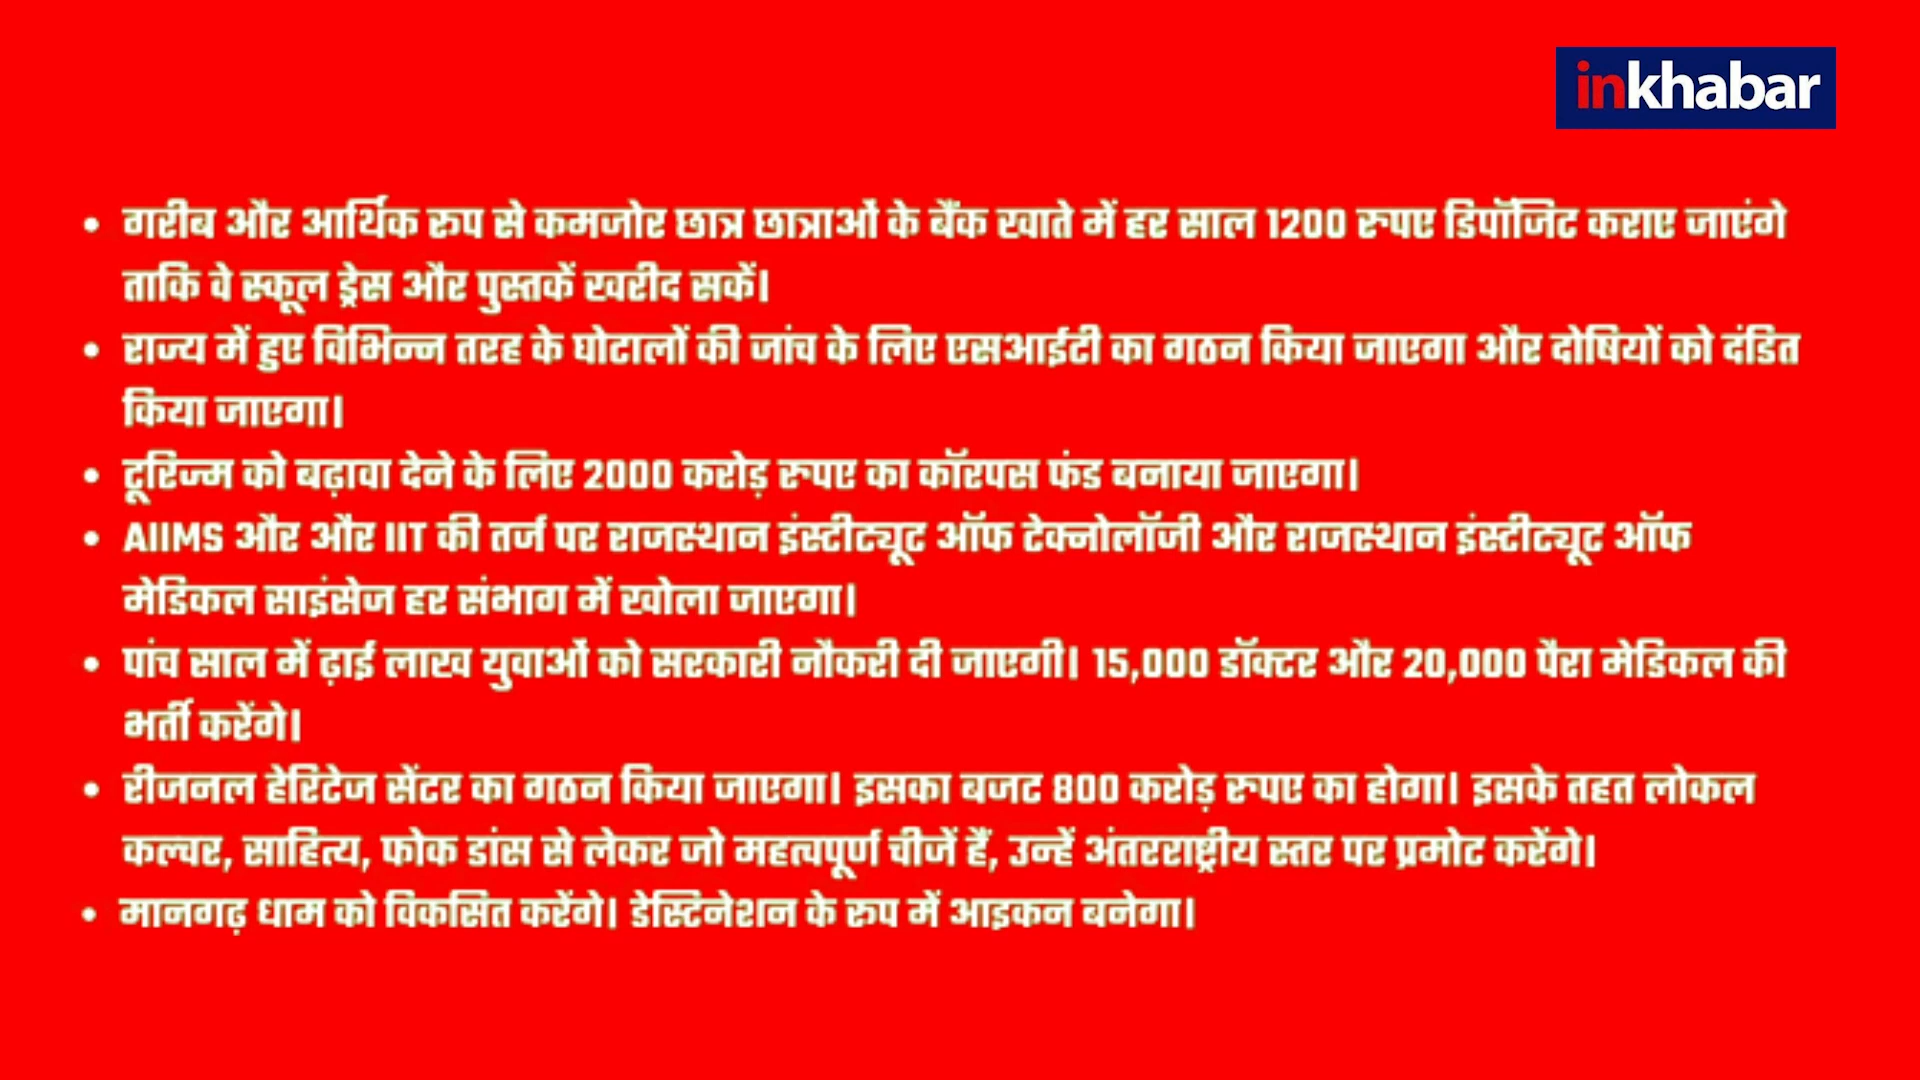 inkhabar
• गरीब और आर्थिक रुप से कमजोर छात्र छात्राओं के बैंक खाते में हर साल 1200 रुपए डिपॉजिट कराए जाएंगे
ताकि वे स्कूल ड्रेस और पुस्तकें खरीद सकें।
• राज्य में हुए विभिन्न तरह के घोटालों की जांच के लिए एसआईटी का गठन किया जाएगा और दोषियों को दंडित
किया जाएगा।
• टूरिज्म को बढ़ावा देने के लिए 2000 करोड़ रुपए का कॉरपस फंड बनाया जाएगा।
• AIIMS और और IIT की तर्ज पर राजस्थान इंस्टीट्यूट ऑफ टेक्नोलॉजी और राजस्थान इंस्टीट्यूट ऑफ
मेडिकल साइंसेज हर संभाग में खोला जाएगा।
• पांच साल में ढ़ाई लाख युवाओं को सरकारी नौकरी दी जाएगी। 15,000 डॉक्टर और 20,000 पैरा मेडिकल की
भर्ती करेंगे।
• रीजनल हेरिटेज सेंटर का गठन किया जाएगा। इसका बजट 800 करोड़ रुपए का होगा। इसके तहत लोकल
कल्चर, साहित्य, फोक डांस से लेकर जो महत्वपूर्ण चीजें हैं, उन्हें अंतरराष्ट्रीय स्तर पर प्रमोट करेंगे।
• मानगढ़ धाम को विकसित करेंगे। डेस्टिनेशन के रुप में आइकन बनेगा।